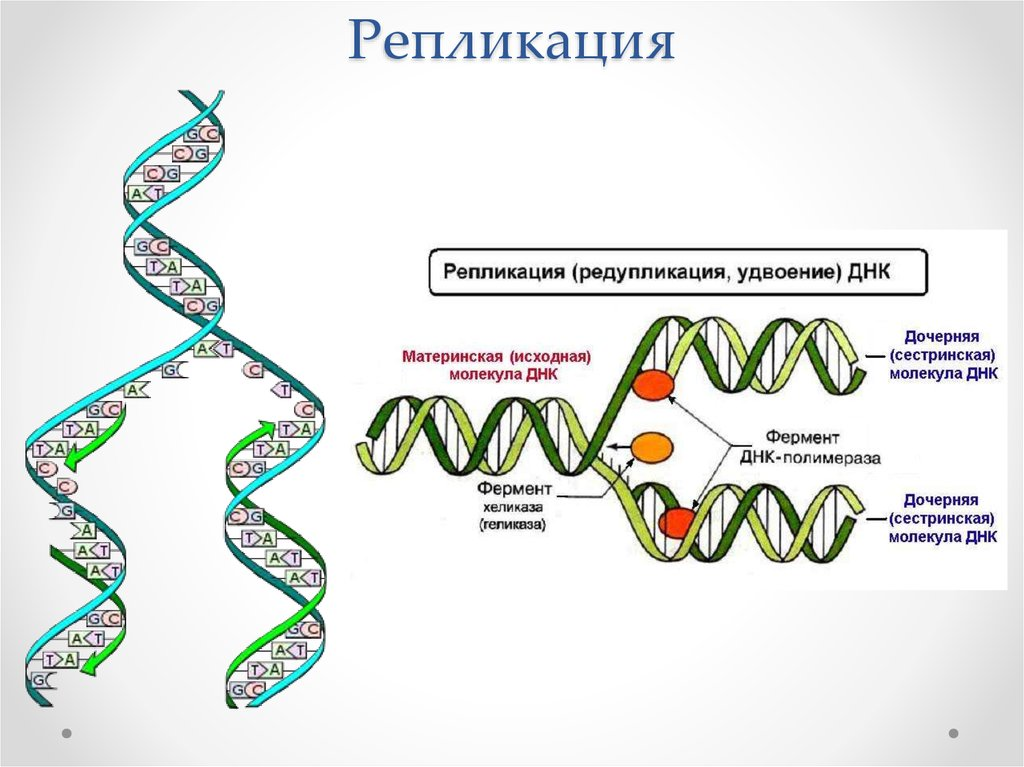 Репликация
G C
C G
C G
A T
G C
T A
T A
C G
A T
G C
A T
G C C
T A T A
T A T A
C C G
C
G C G
A T A
A T A T
A T A T
G C G C
A T A T
T A T A
G G C
Репликация (редупликация, удвоение) ДНК
Материнская (исходная)
молекула ДНК
Дочерняя
(сестринская)
молекула ДНК
Фермент
ДНК-полимераза
Фермент
хеликаза
(геликаза)
Дочерняя
(сестринская)
молекула ДНК